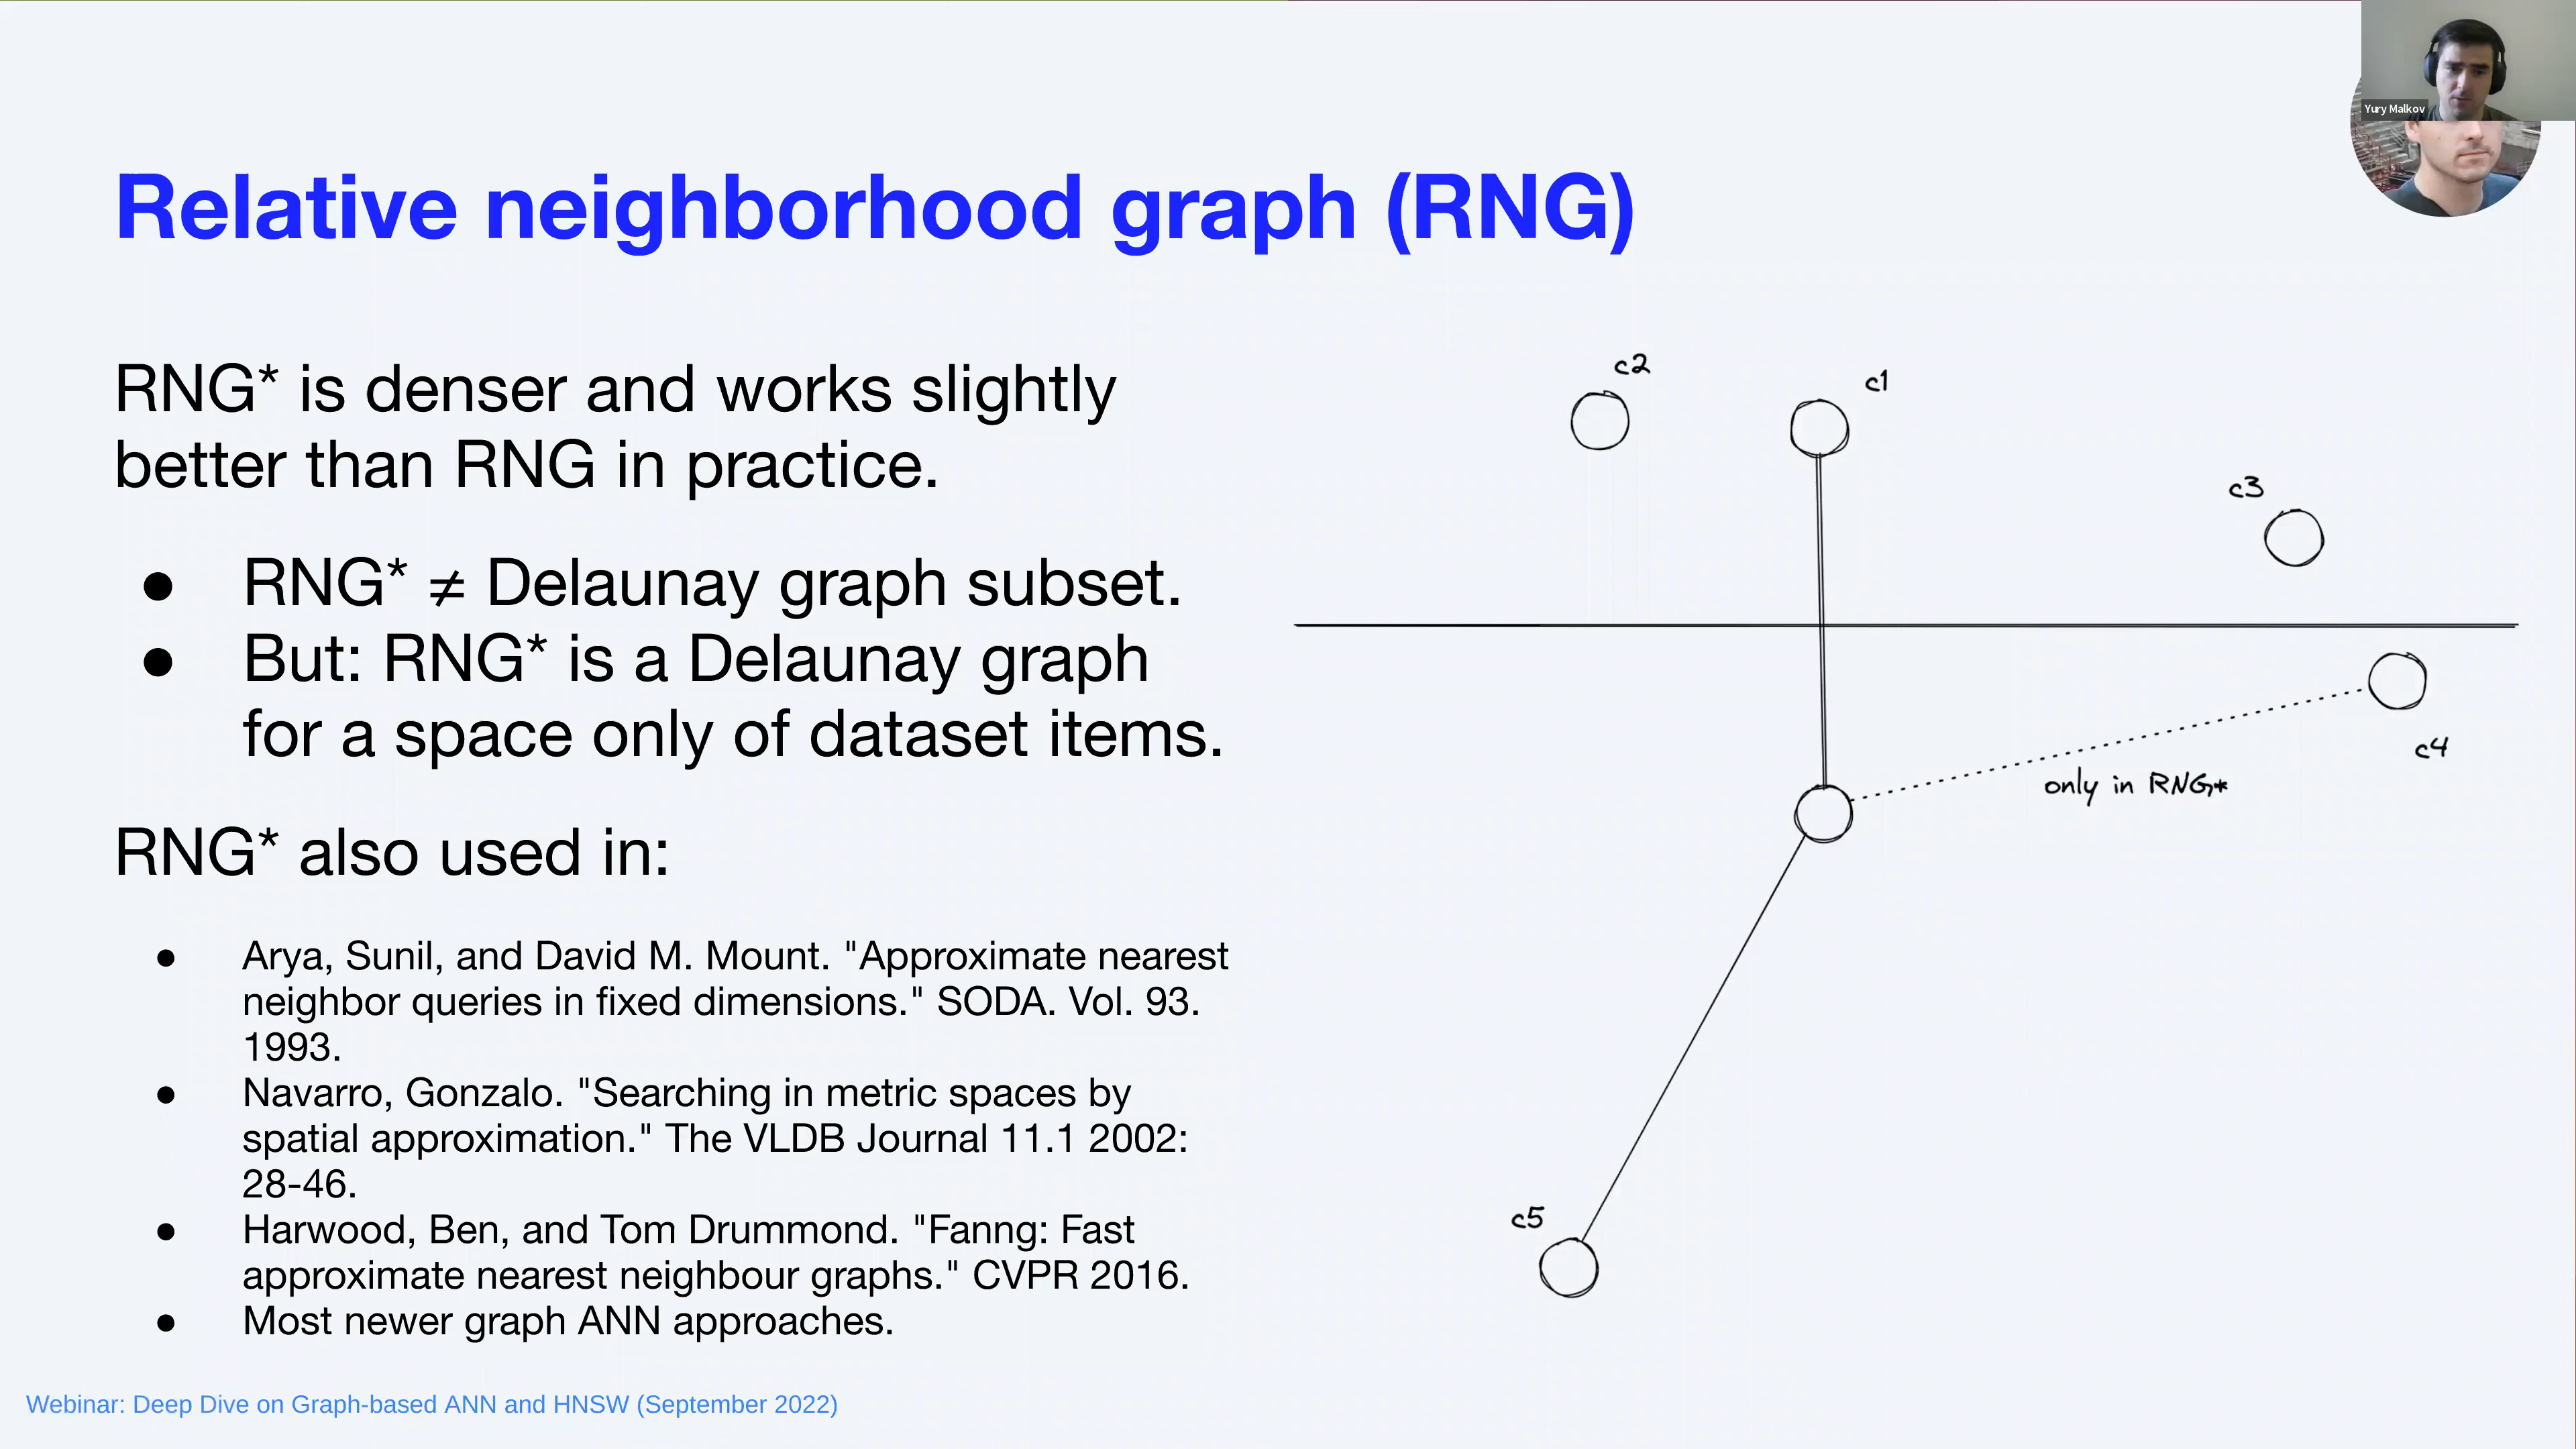 Yury Malkov
Relative neighborhood graph (RNG)
RNG* is denser and works slightly
better than RNG in practice.
● RNG* ≠ Delaunay graph subset.
● But: RNG* is a Delaunay graph
for a space only of dataset items.
RNG* also used in:
● Arya, Sunil, and David M. Mount. "Approximate nearest
neighbor queries in fixed dimensions." SODA. Vol. 93.
1993.
● Navarro, Gonzalo. "Searching in metric spaces by
spatial approximation." The VLDB Journal 11.1 2002:
28-46.
● Harwood, Ben, and Tom Drummond. "Fanng: Fast
approximate nearest neighbour graphs." CVPR 2016.
● Most newer graph ANN approaches.
c2
c1
c3
c4
only in RNG*
c5
Webinar: Deep Dive on Graph-based ANN and HNSW (September 2022)